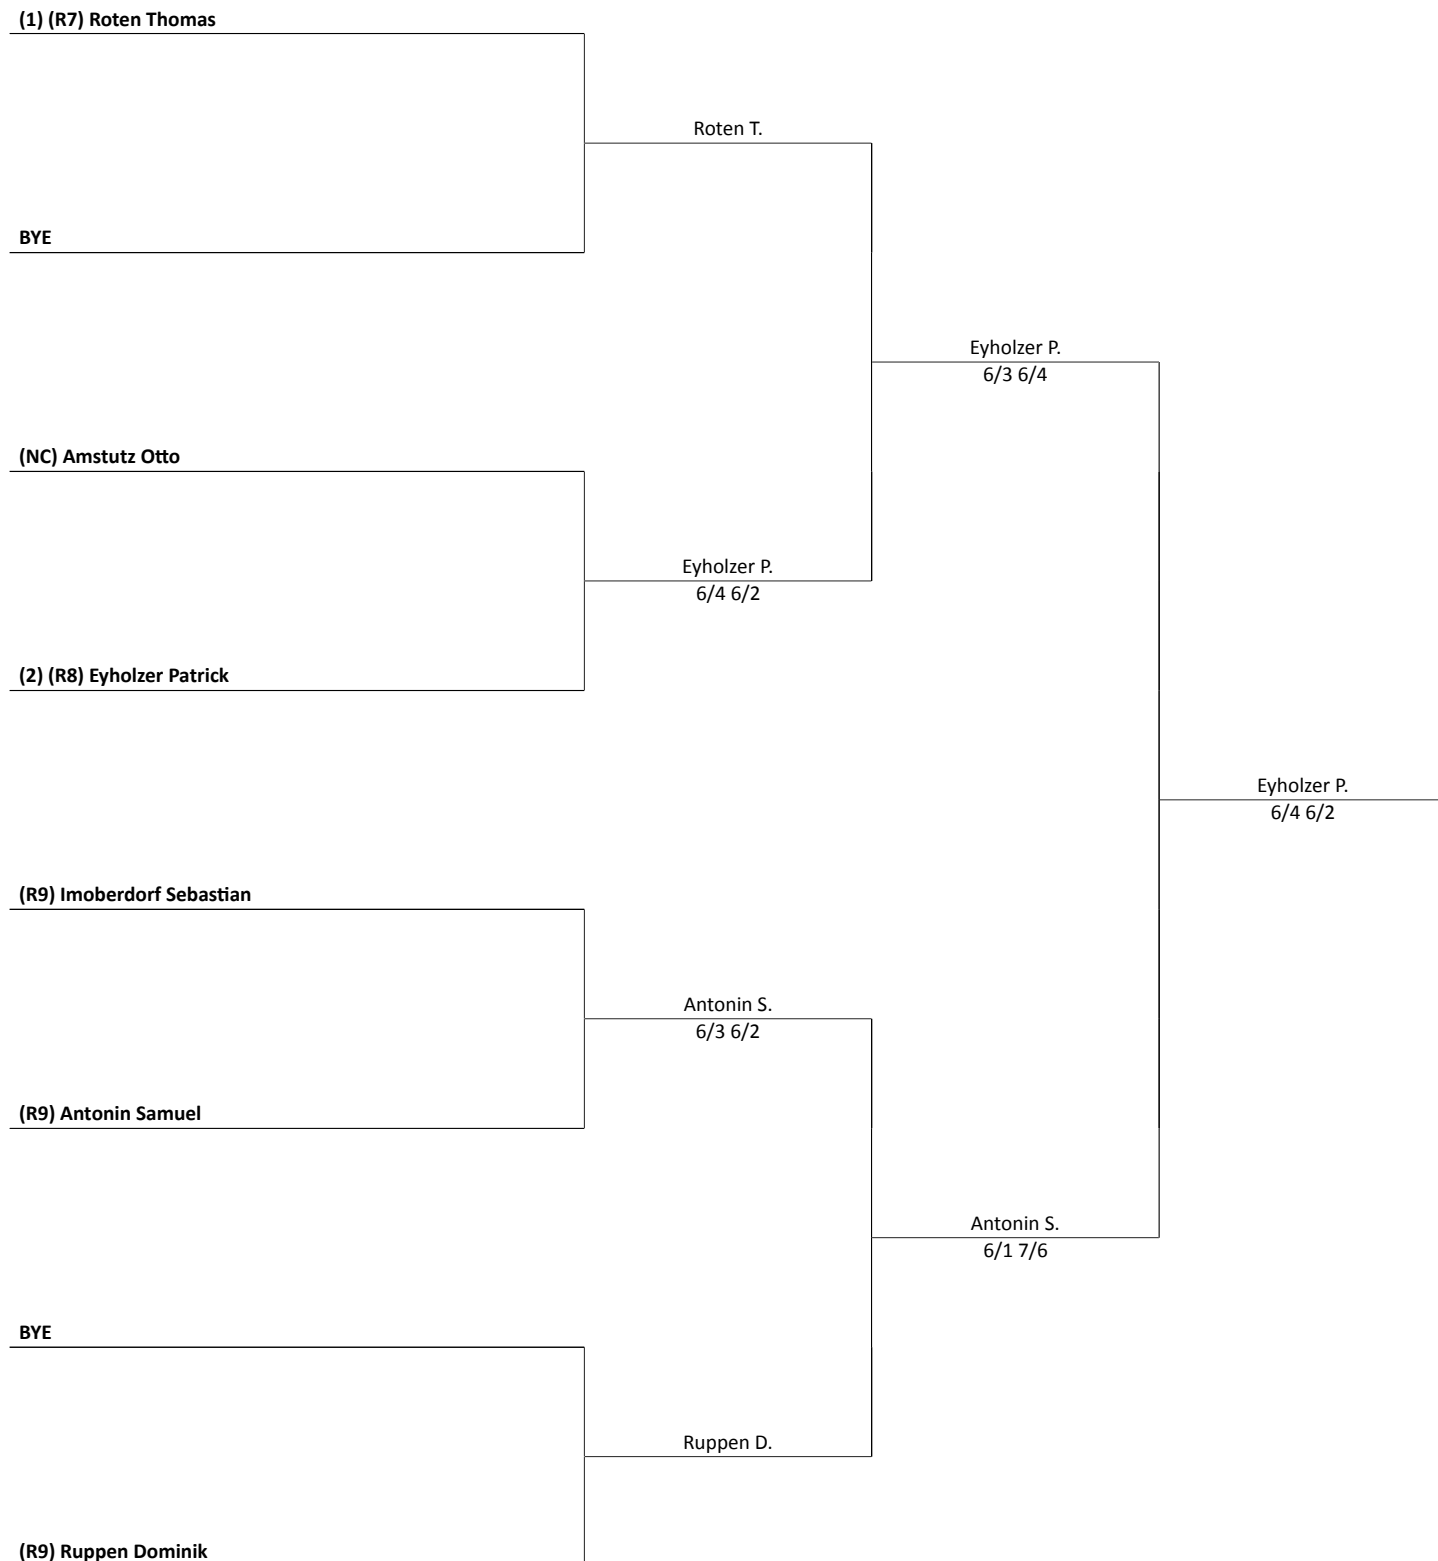 (1) (R7) Roten Thomas
Roten T.
BYE
Eyholzer P.
6/3 6/4
(NC) Amstutz Otto
Eyholzer P.
6/4 6/2
(2) (R8) Eyholzer Patrick
Eyholzer P.
6/4 6/2
(R9) Imoberdorf Sebastian
Antonin S.
6/3 6/2
(R9) Antonin Samuel
Antonin S.
6/1 7/6
BYE
Ruppen D.
(R9) Ruppen Dominik